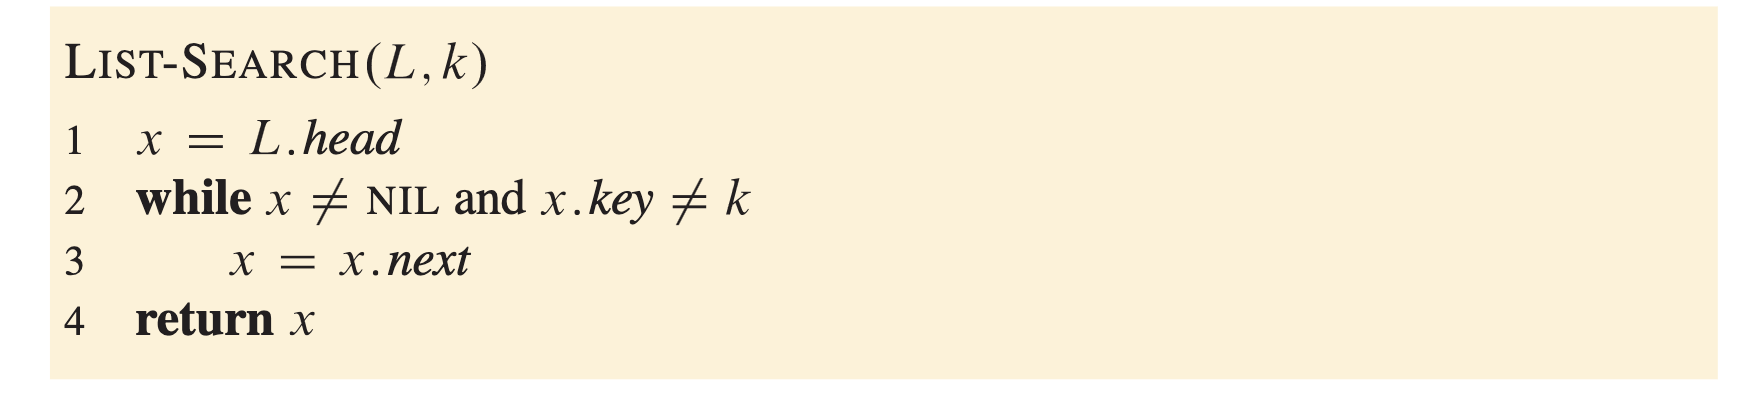 LIST-SEARCH(L, k)
1 x = L.head
2 while x ≠ NIL and x.key ≠ k
3 x = x.next
4 return x